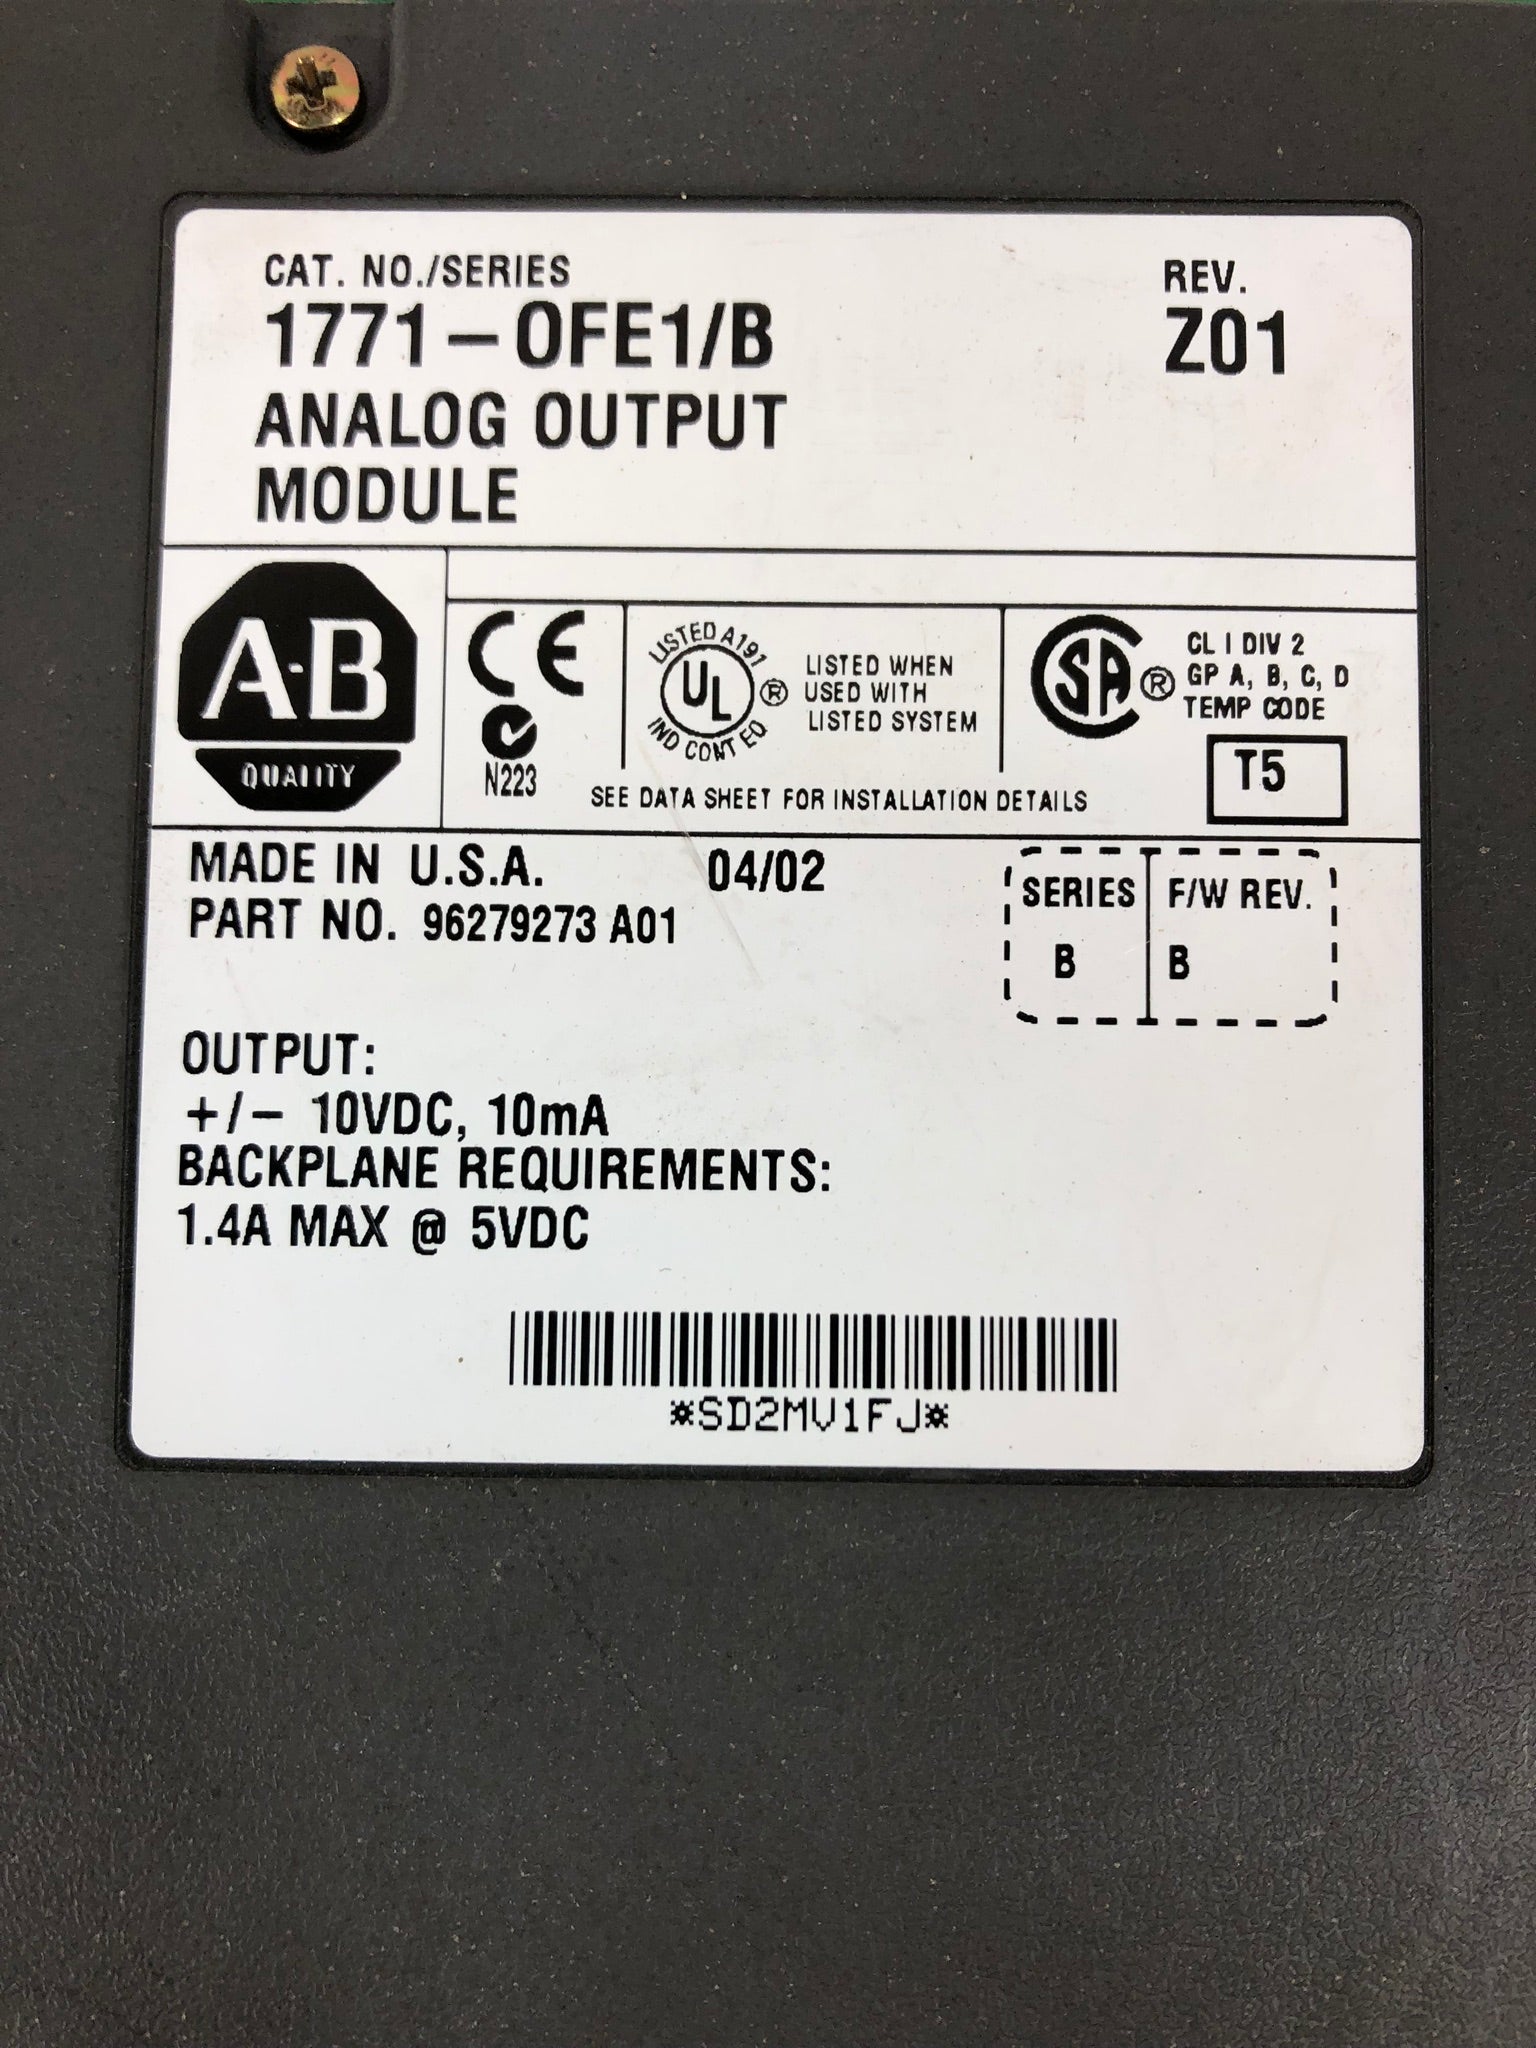 CAT. NO./SERIES
1771-OFE1/B
ANALOG OUTPUT
MODULE
REV.
Z01
A-B
QUALITY
CE
N223
LISTED A191
UL ®
IND CONT EQ
LISTED WHEN
USED WITH
LISTED SYSTEM
SA ®
CL I DIV 2
GP A, B, C, D
TEMP CODE
T5
SEE DATA SHEET FOR INSTALLATION DETAILS
MADE IN U.S.A. 04/02
PART NO. 96279273 A01
SERIES F/W REV.
B B
OUTPUT:
+/- 10VDC, 10mA
BACKPLANE REQUIREMENTS:
1.4A MAX @ 5VDC
*SD2MV1FJ*